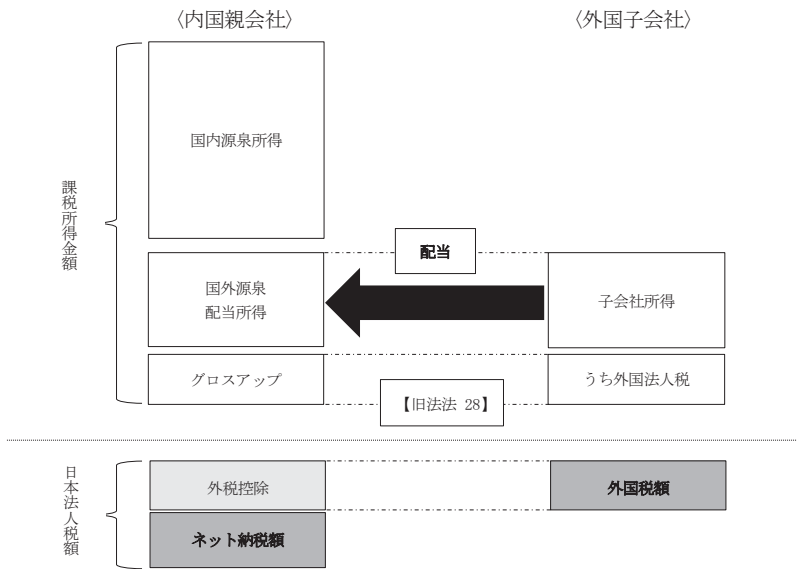 〈内国親会社〉
〈外国子会社〉
課税所得金額
国内源泉所得
配当
国外源泉
配当所得
子会社所得
グロスアップ
うち外国法人税
【旧法法 28】
日本法人税額
外税控除
外国税額
ネット納税額